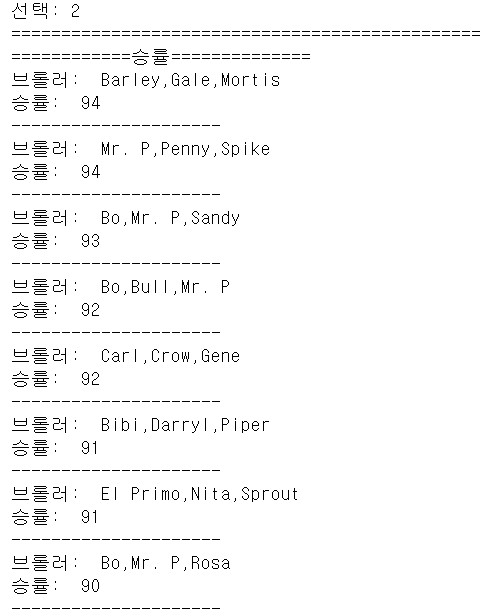 선택: 2
===============================================
============승률==============
브롤러:  Barley,Gale,Mortis
승률:  94
---------------------
브롤러:  Mr. P,Penny,Spike
승률:  94
---------------------
브롤러:  Bo,Mr. P,Sandy
승률:  93
---------------------
브롤러:  Bo,Bull,Mr. P
승률:  92
---------------------
브롤러:  Carl,Crow,Gene
승률:  92
---------------------
브롤러:  Bibi,Darryl,Piper
승률:  91
---------------------
브롤러:  El Primo,Nita,Sprout
승률:  91
---------------------
브롤러:  Bo,Mr. P,Rosa
승률:  90
---------------------